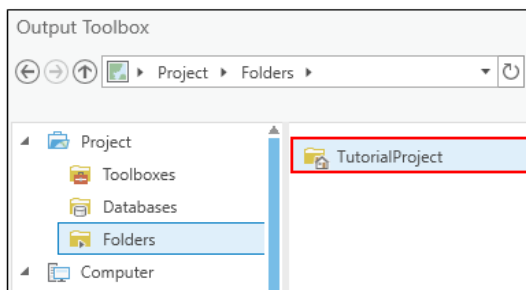 Output Toolbox
Project Folders
Project
Toolboxes
Databases
Folders
Computer
TutorialProject